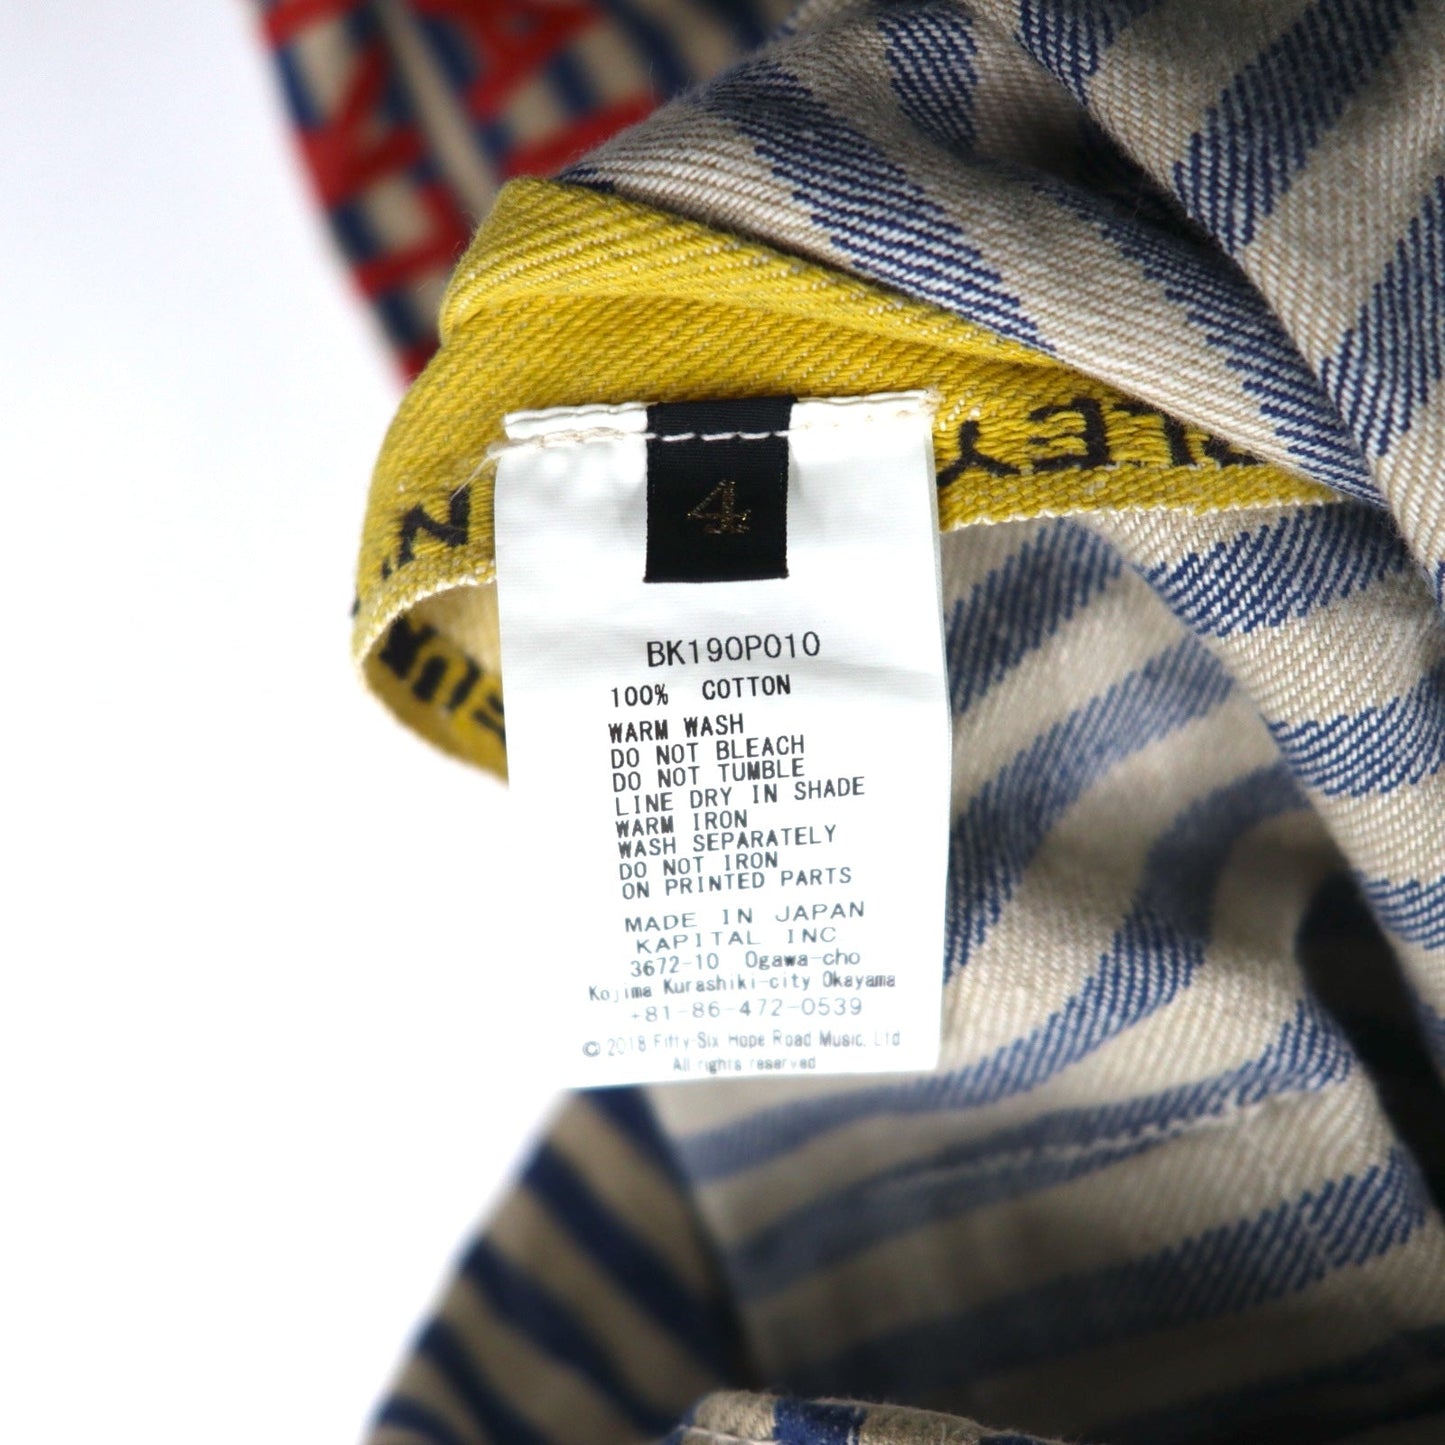 4
BK190P010
100% COTTON
WARM WASH
DO NOT BLEACH
DO NOT TUMBLE
LINE DRY IN SHADE
WARM IRON
WASH SEPARATELY
DO NOT IRON
ON PRINTED PARTS
MADE IN JAPAN
KAPITAL INC
3672-10 Ogawa-cho
Kojima Kurashiki-city Okayama
+81-86-472-0539
© 2018 Fifty-Six Hope Road Music, Ltd
All rights reserved